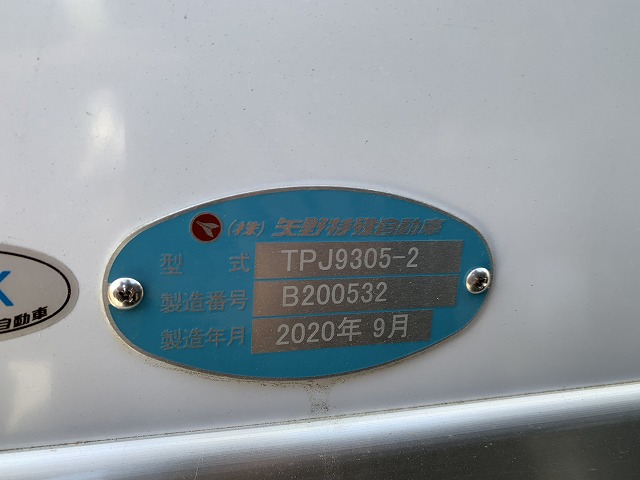 (株)矢野特殊自動車
型 式 TPJ9305-2
製造番号 B200532
製造年月 2020年 9月
K
自動車